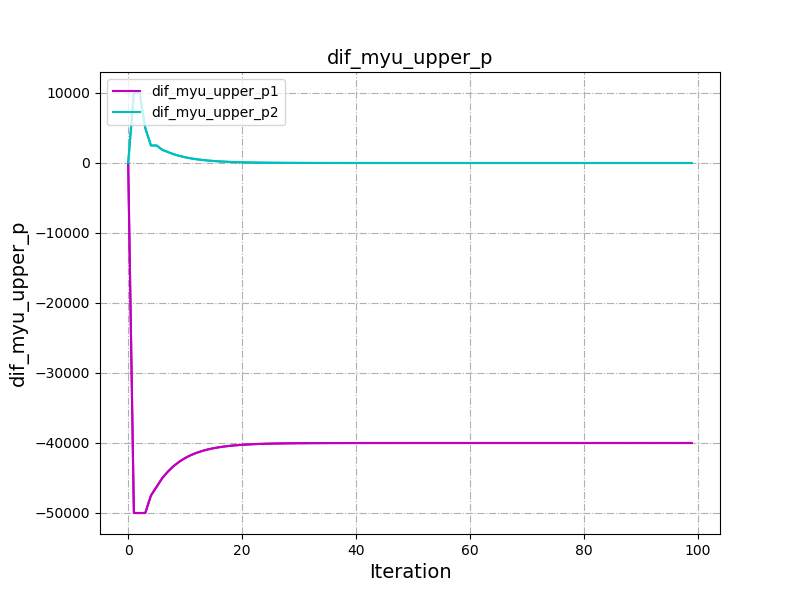 dif_myu_upper_p
dif_myu_upper_p1
dif_myu_upper_p2
dif_myu_upper_p
10000
0
−10000
−20000
−30000
−40000
−50000
0 20 40 60 80 100
Iteration